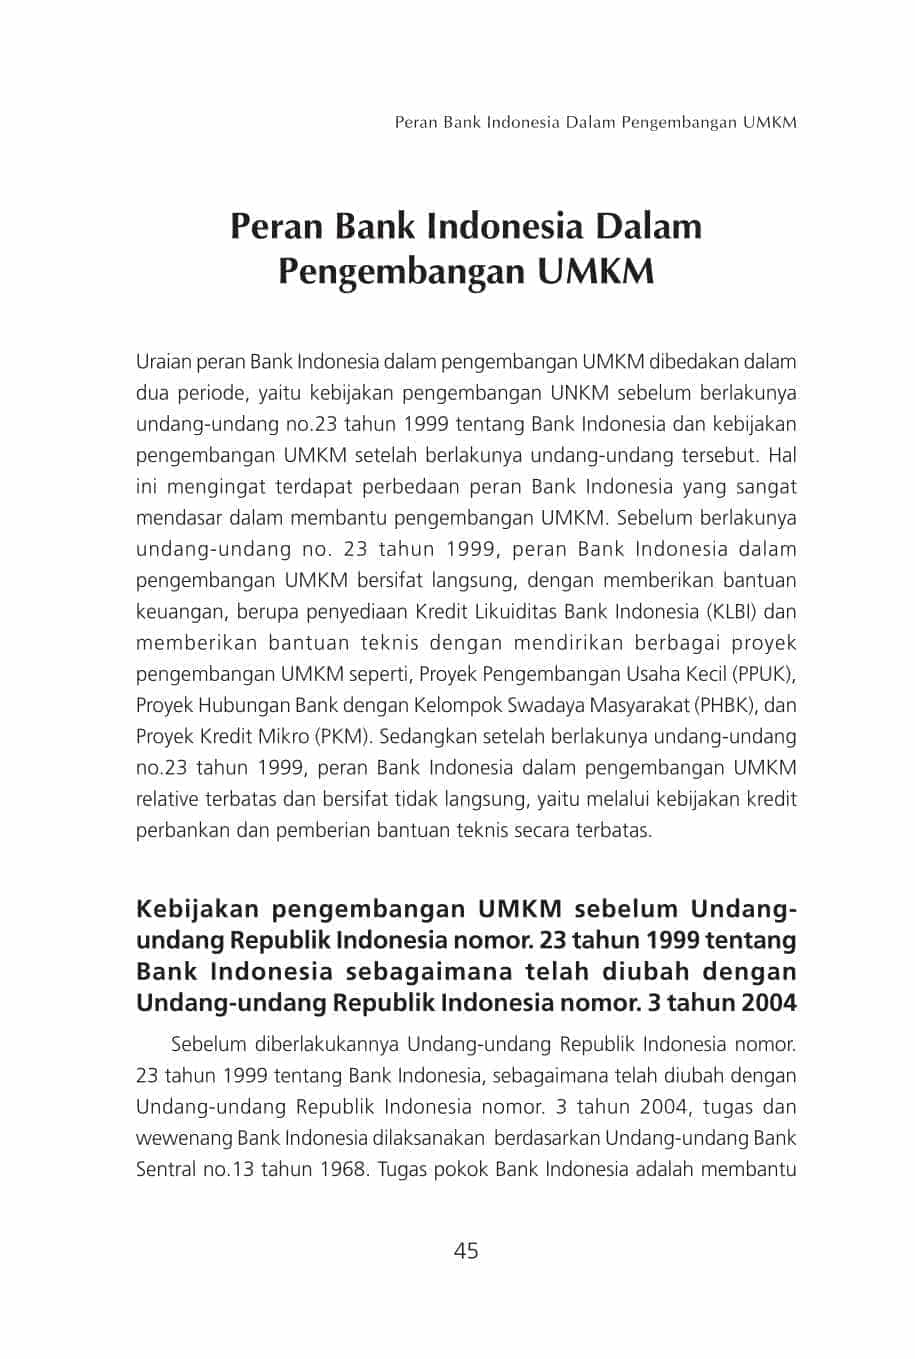 Peran Bank Indonesia Dalam Pengembangan UMKM
Peran Bank Indonesia Dalam
Pengembangan UMKM
Uraian peran Bank Indonesia dalam pengembangan UMKM dibedakan dalam
dua periode, yaitu kebijakan pengembangan UNKM sebelum berlakunya
undang-undang no.23 tahun 1999 tentang Bank Indonesia dan kebijakan
pengembangan UMKM setelah berlakunya undang-undang tersebut. Hal
ini mengingat terdapat perbedaan peran Bank Indonesia yang sangat
mendasar dalam membantu pengembangan UMKM. Sebelum berlakunya
undang-undang no. 23 tahun 1999, peran Bank Indonesia dalam
pengembangan UMKM bersifat langsung, dengan memberikan bantuan
keuangan, berupa penyediaan Kredit Likuiditas Bank Indonesia (KLBI) dan
memberikan bantuan teknis dengan mendirikan berbagai proyek
pengembangan UMKM seperti, Proyek Pengembangan Usaha Kecil (PPUK),
Proyek Hubungan Bank dengan Kelompok Swadaya Masyarakat (PHBK), dan
Proyek Kredit Mikro (PKM). Sedangkan setelah berlakunya undang-undang
no.23 tahun 1999, peran Bank Indonesia dalam pengembangan UMKM
relative terbatas dan bersifat tidak langsung, yaitu melalui kebijakan kredit
perbankan dan pemberian bantuan teknis secara terbatas.
Kebijakan pengembangan UMKM sebelum Undang-
undang Republik Indonesia nomor. 23 tahun 1999 tentang
Bank Indonesia sebagaimana telah diubah dengan
Undang-undang Republik Indonesia nomor. 3 tahun 2004
Sebelum diberlakukannya Undang-undang Republik Indonesia nomor.
23 tahun 1999 tentang Bank Indonesia, sebagaimana telah diubah dengan
Undang-undang Republik Indonesia nomor. 3 tahun 2004, tugas dan
wewenang Bank Indonesia dilaksanakan berdasarkan Undang-undang Bank
Sentral no.13 tahun 1968. Tugas pokok Bank Indonesia adalah membantu
45